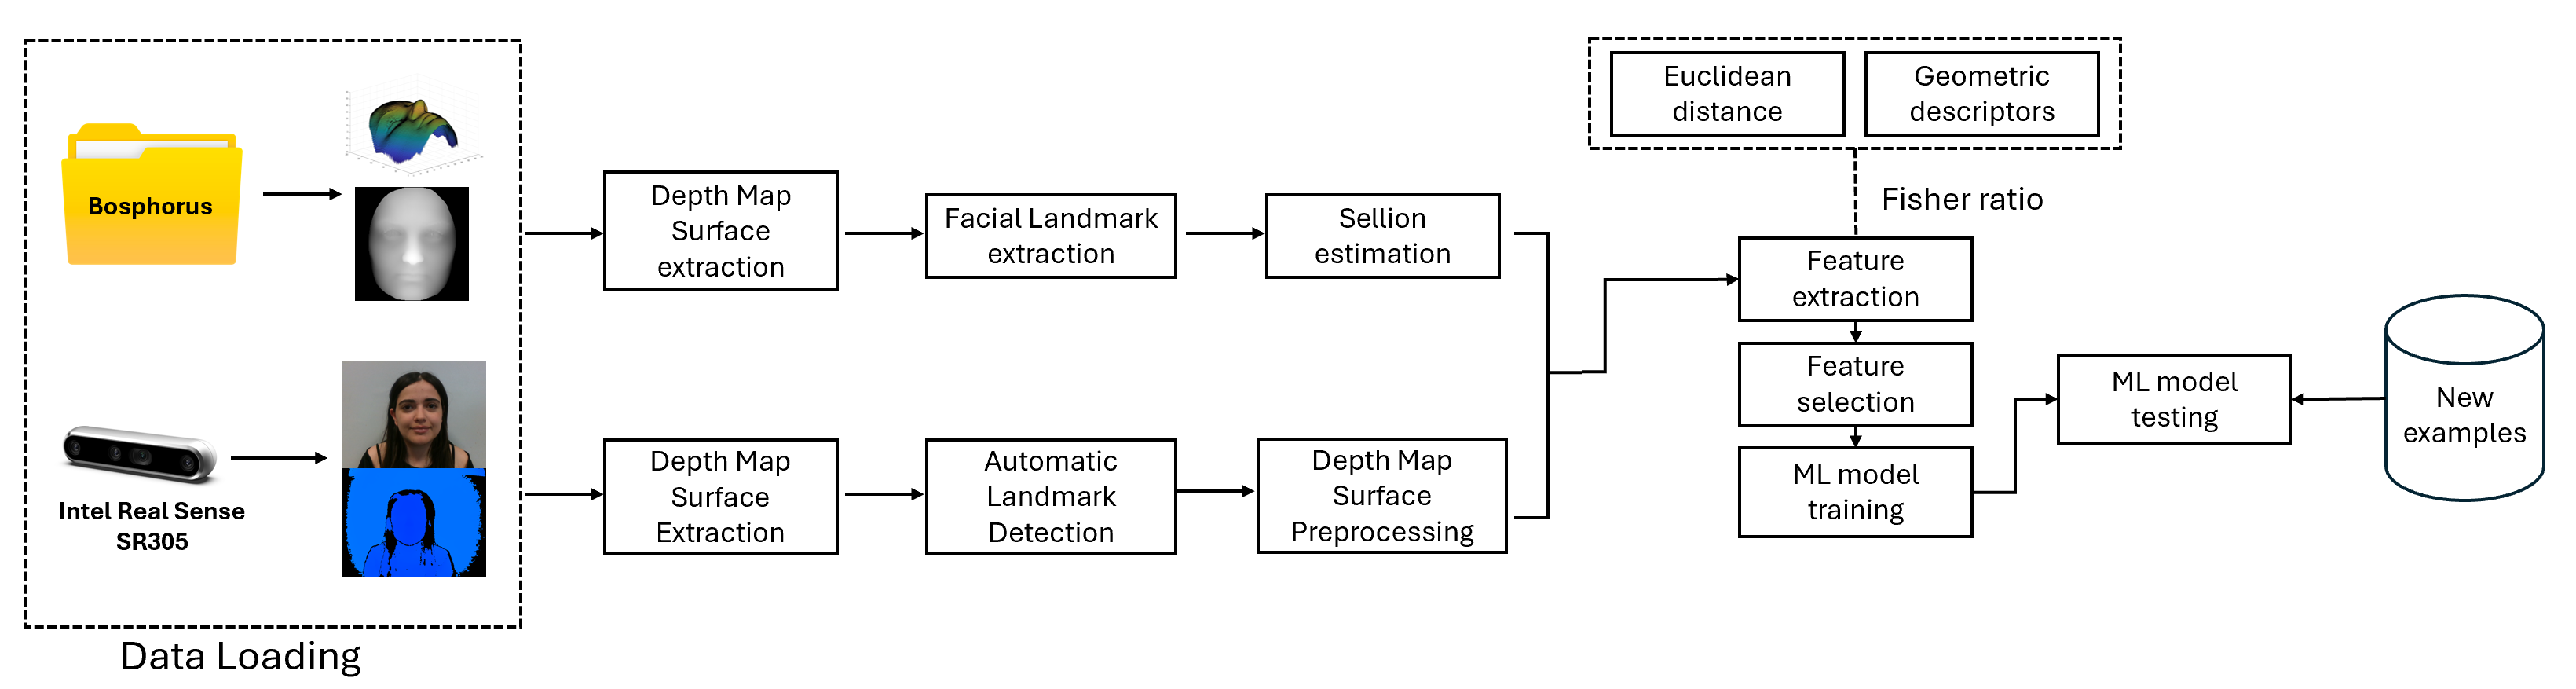 Bosphorus
Intel Real Sense
SR305
Data Loading
Depth Map
Surface
extraction
Facial Landmark
extraction
Sellion
estimation
Depth Map
Surface
Extraction
Automatic
Landmark
Detection
Depth Map
Surface
Preprocessing
Euclidean
distance
Geometric
descriptors
Fisher ratio
Feature
extraction
Feature
selection
ML model
training
ML model
testing
New
examples